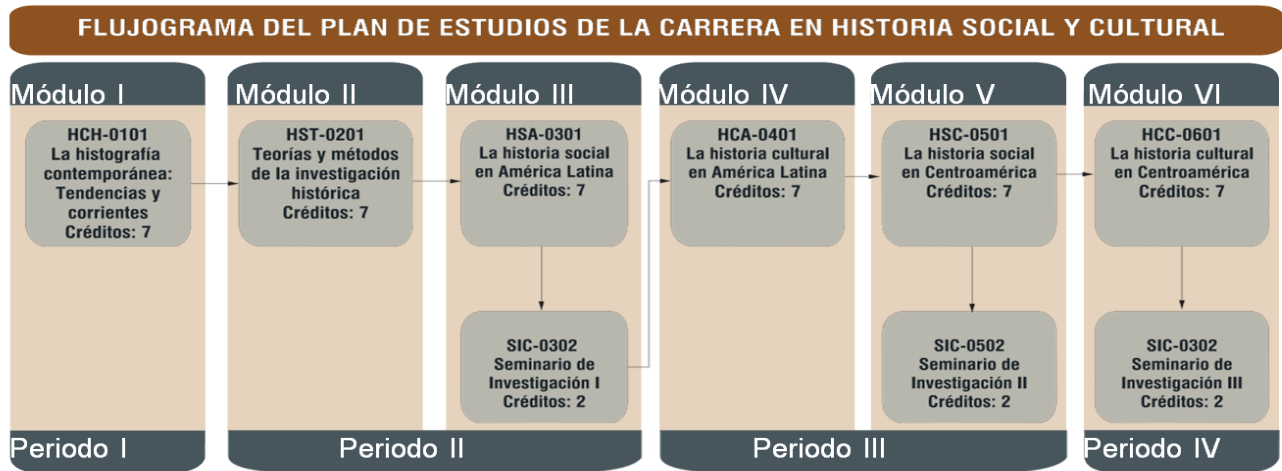 FLUJOGRAMA DEL PLAN DE ESTUDIOS DE LA CARRERA EN HISTORIA SOCIAL Y CULTURAL
Módulo I
HCH-0101
La histografía
contemporánea:
Tendencias y
corrientes
Créditos: 7
Módulo II
HST-0201
Teorías y métodos
de la investigación
histórica
Créditos: 7
Módulo III
HSA-0301
La historia social
en América Latina
Créditos: 7
SIC-0302
Seminario de
Investigación I
Créditos: 2
Módulo IV
HCA-0401
La historia cultural
en América Latina
Créditos: 7
Módulo V
HSC-0501
La historia social
en Centroamérica
Créditos: 7
SIC-0502
Seminario de
Investigación II
Créditos: 2
Módulo VI
HCC-0601
La historia cultural
en Centroamérica
Créditos: 7
SIC-0302
Seminario de
Investigación III
Créditos: 2
Periodo I
Periodo II
Periodo III
Periodo IV